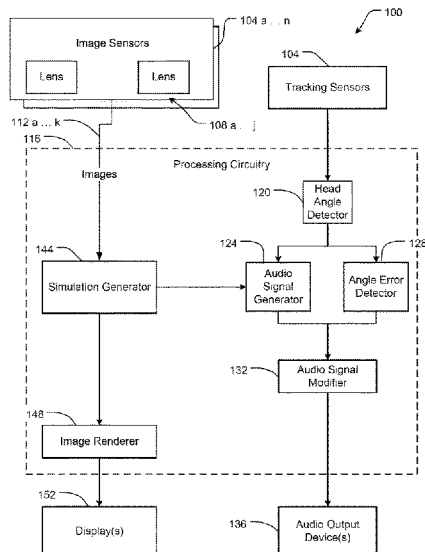 100
104 a ... n
Image Sensors
Lens
Lens
104
Tracking Sensors
112 a ... k
108 a ... j
116
Processing Circuitry
Images
120
Head
Angle
Detector
144
Simulation Generator
124
Audio
Signal
Generator
128
Angle Error
Detector
132
Audio Signal
Modifier
148
Image Renderer
152
Display(s)
136
Audio Output
Device(s)